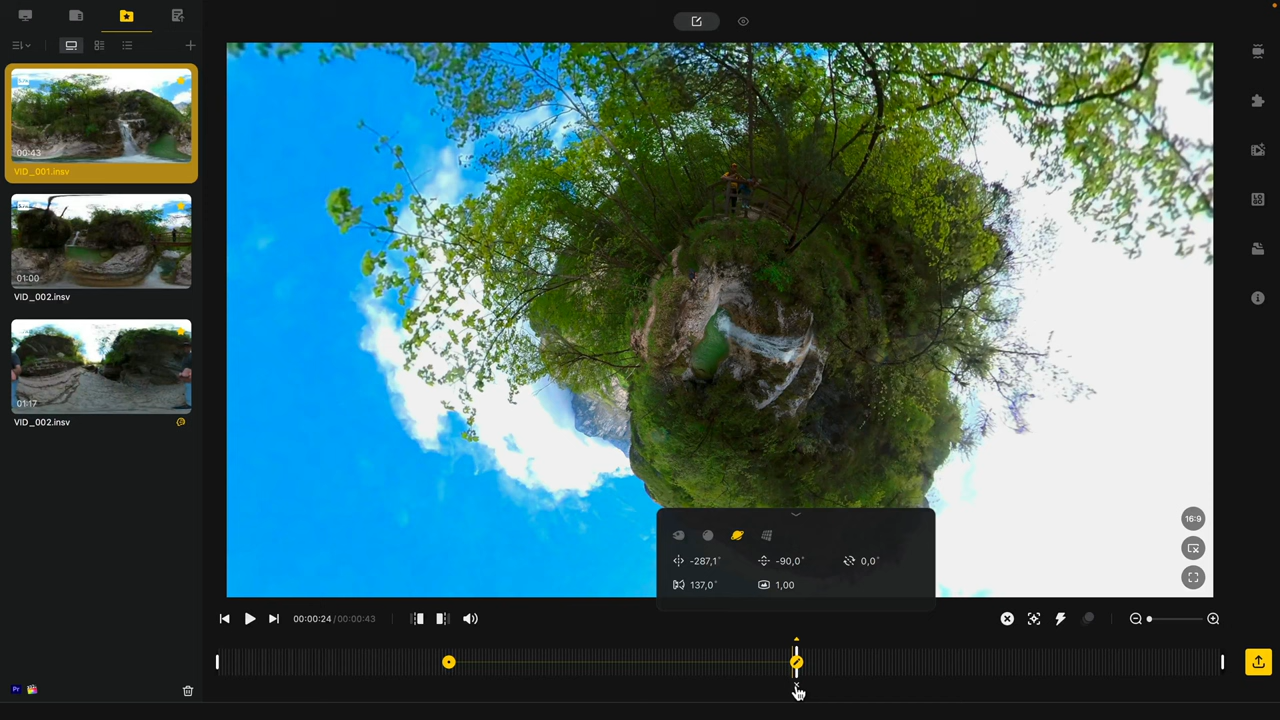 00:43
VID_001.insv
01:00
VID_002.insv
01:17
VID_002.insv
16:9
-287,1°
-90,0°
0,0°
137,0°
1,00
00:00:24 / 00:00:43
Pr